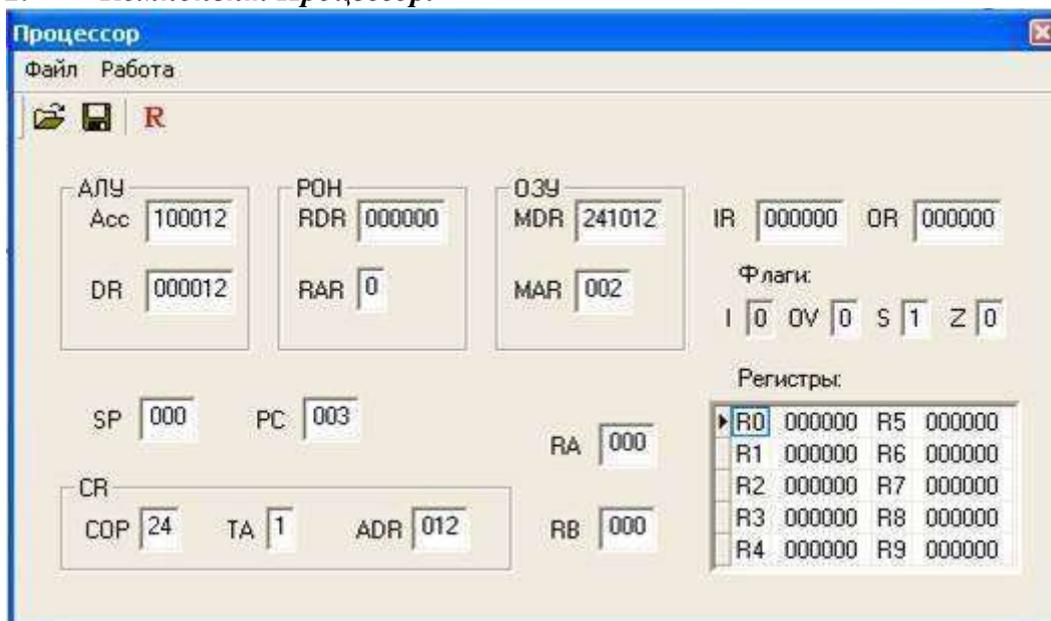 Процессор
Файл Работа
R
АЛУ РОН ОЗУ
Acc 100012 RDR 000000 MDR 241012 IR 000000 OR 000000
DR 000012 RAR 0 MAR 002
Флаги:
I 0 OV 0 S 1 Z 0
Регистры:
SP 000 PC 003 RA 000
R0 000000 R5 000000
R1 000000 R6 000000
R2 000000 R7 000000
R3 000000 R8 000000
R4 000000 R9 000000
CR
COP 24 TA 1 ADR 012 RB 000